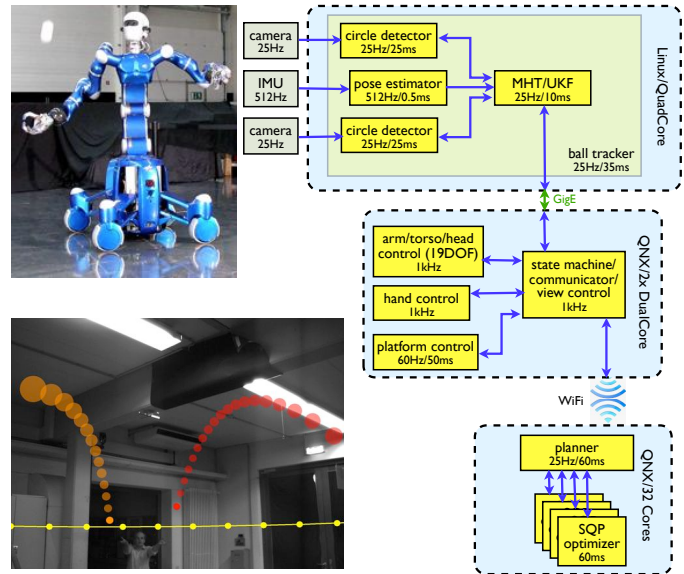 camera
25Hz
circle detector
25Hz/25ms
IMU
512Hz
pose estimator
512Hz/0.5ms
MHT/UKF
25Hz/10ms
camera
25Hz
circle detector
25Hz/25ms
ball tracker
25Hz/35ms
Linux/QuadCore
GigE
arm/torso/head
control (19DOF)
1kHz
state machine/
communicator/
view control
1kHz
hand control
1kHz
platform control
60Hz/50ms
QNX/2x DualCore
WiFi
planner
25Hz/60ms
SQP
optimizer
60ms
QNX/32 Cores